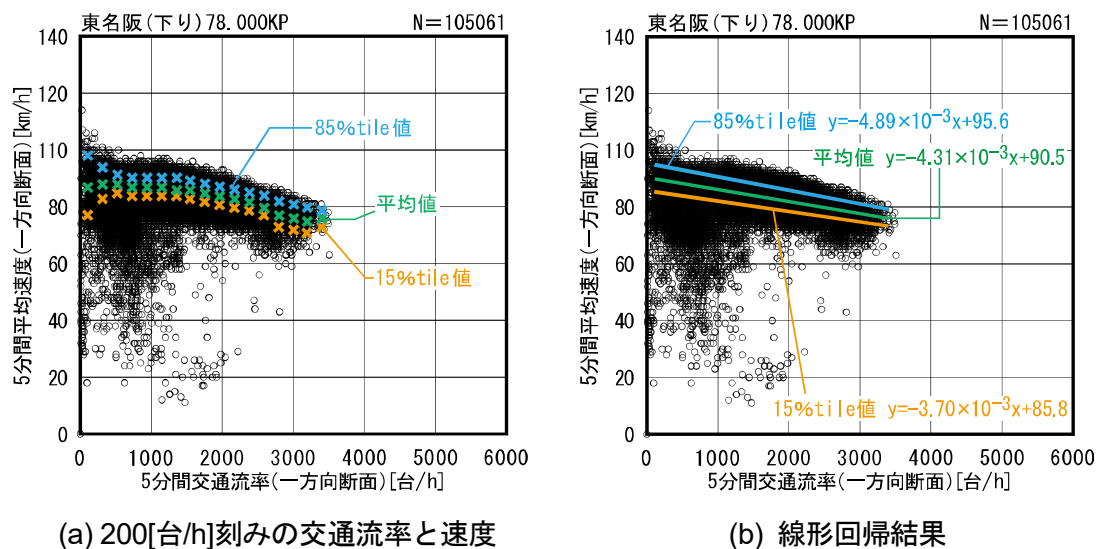 東名阪(下り)78.000KP N=105061
140
120
100
80
60
40
20
0
5分間平均速度(一方向断面)[km/h]
85%tile値
平均値
15%tile値
0 1000 2000 3000 4000 5000 6000
5分間交通流率(一方向断面)[台/h]
(a) 200[台/h]刻みの交通流率と速度
東名阪(下り)78.000KP N=105061
140
120
100
80
60
40
20
0
5分間平均速度(一方向断面)[km/h]
85%tile値 y=-4.89×10⁻³x+95.6
平均値 y=-4.31×10⁻³x+90.5
15%tile値 y=-3.70×10⁻³x+85.8
0 1000 2000 3000 4000 5000 6000
5分間交通流率(一方向断面)[台/h]
(b) 線形回帰結果